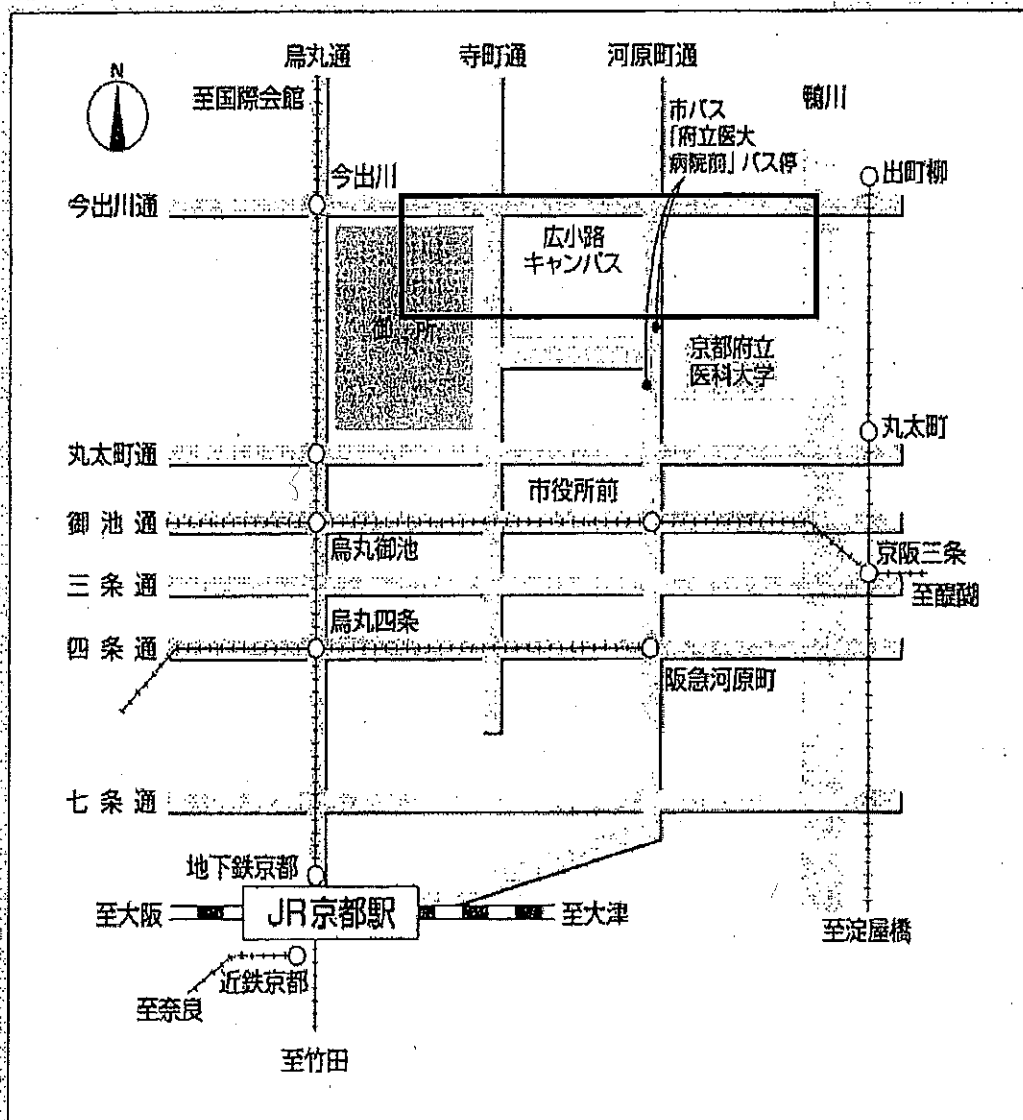 烏丸通
寺町通
河原町通
N
至国際会館
鴨川
市バス
「府立医大
病院前」バス停
今出川
出町柳
今出川通
広小路
キャンパス
御所
京都府立
医科大学
丸太町
丸太町通
市役所前
御池通
烏丸御池
京阪三条
三条通
至醍醐
烏丸四条
四条通
阪急河原町
七条通
地下鉄京都
至大阪
JR京都駅
至大津
至淀屋橋
近鉄京都
至奈良
至竹田